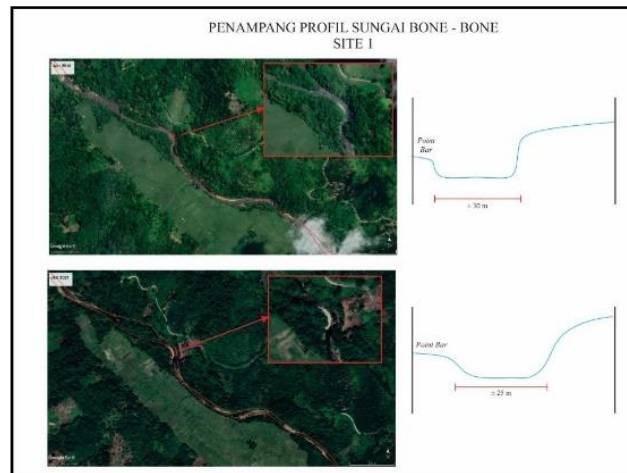 PENAMPANG PROFIL SUNGAI BONE - BONE
SITE 1
Point
Bar
± 30 m
Google Earth
Point Bar
± 25 m
Google Earth